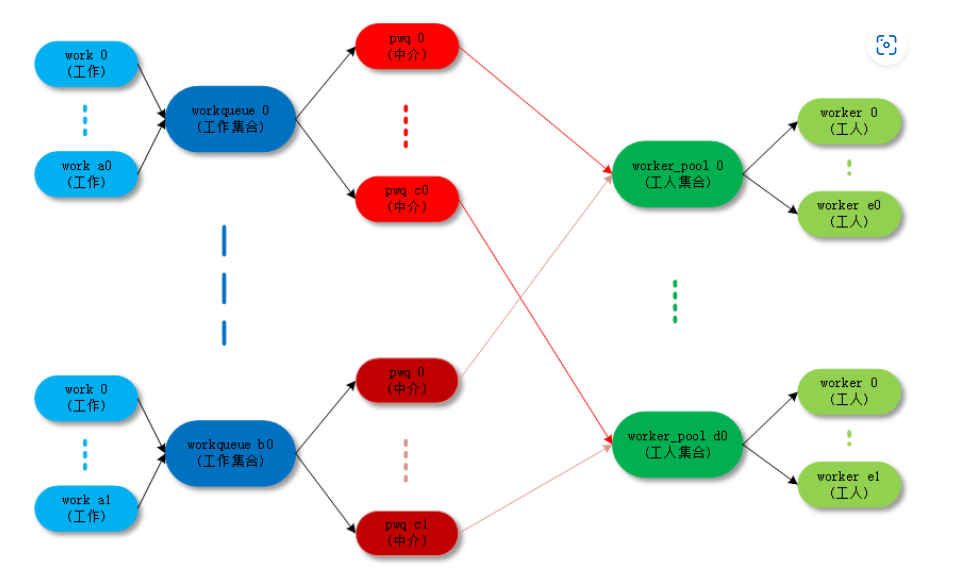 work 0
(工作)
work a0
(工作)
workqueue 0
(工作集合)
pwq 0
(中介)
pwq c0
(中介)
worker_pool 0
(工人集合)
worker 0
(工人)
worker e0
(工人)
work 0
(工作)
work a1
(工作)
workqueue b0
(工作集合)
pwq 0
(中介)
pwq c1
(中介)
worker_pool d0
(工人集合)
worker 0
(工人)
worker e1
(工人)